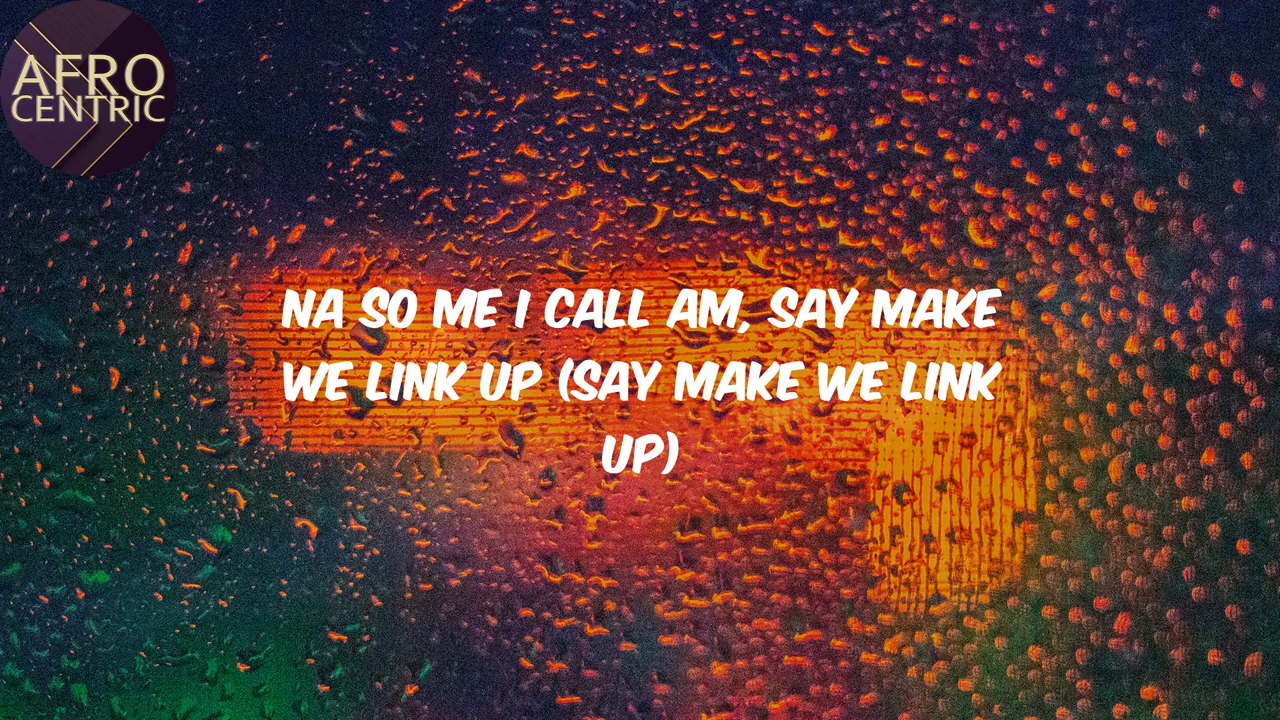 AFRO
CENTRIC
NA SO ME I CALL AM, SAY MAKE
WE LINK UP (SAY MAKE WE LINK
UP)